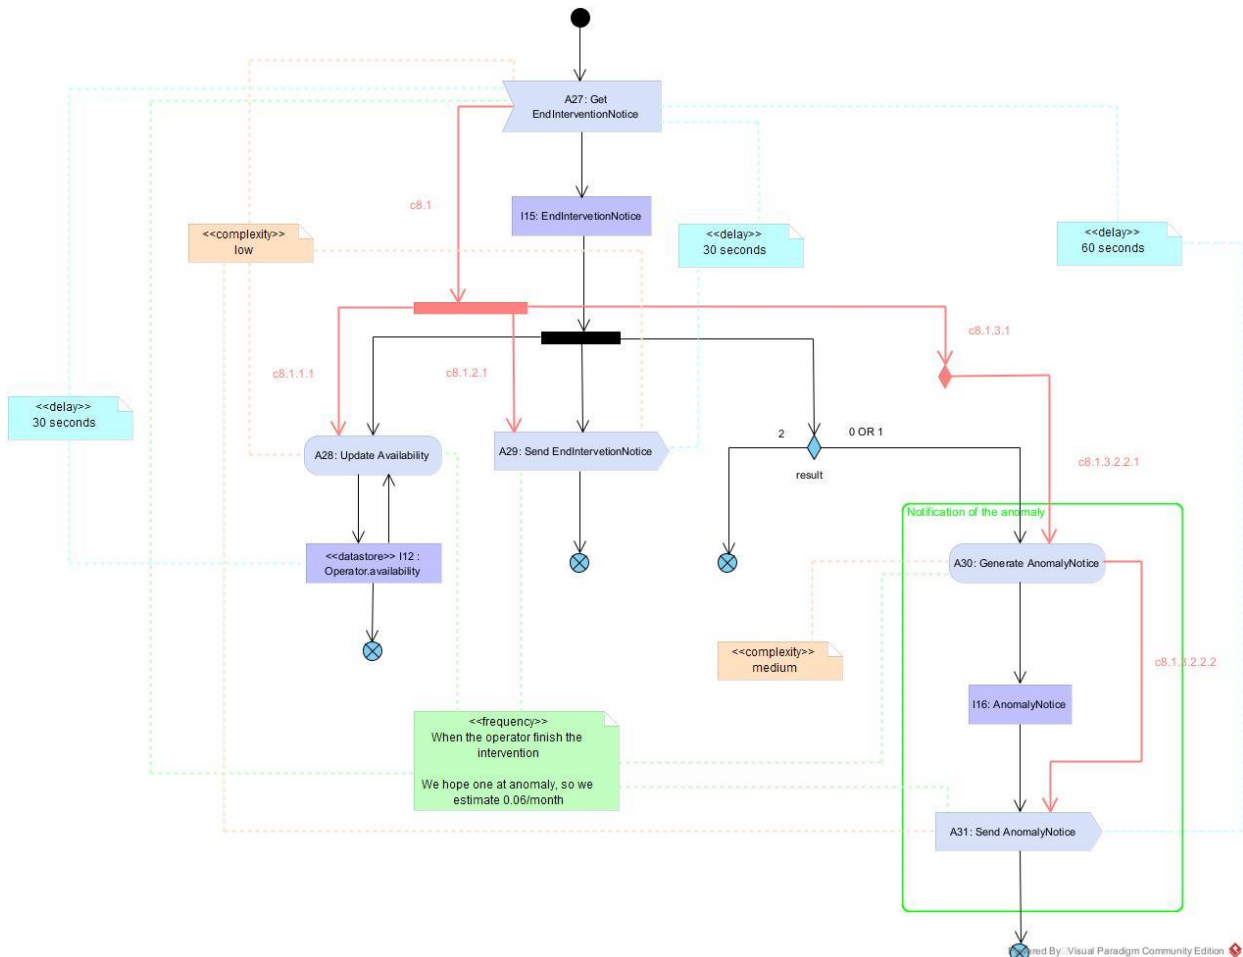 A27: Get
EndInterventionNotice
c8.1
I15: EndIntervetionNotice
<<complexity>>
low
<<delay>>
30 seconds
<<delay>>
60 seconds
c8.1.3.1
c8.1.1.1
c8.1.2.1
<<delay>>
30 seconds
2
0 OR 1
A28: Update Availability
A29: Send EndIntervetionNotice
result
c8.1.3.2.2.1
Notification of the anomaly
<<datastore>> I12 :
Operator.availability
A30: Generate AnomalyNotice
<<complexity>>
medium
c8.1.3.2.2.2
I16: AnomalyNotice
<<frequency>>
When the operator finish the
intervention
We hope one at anomaly, so we
estimate 0.06/month
A31: Send AnomalyNotice
ered By Visual Paradigm Community Edition